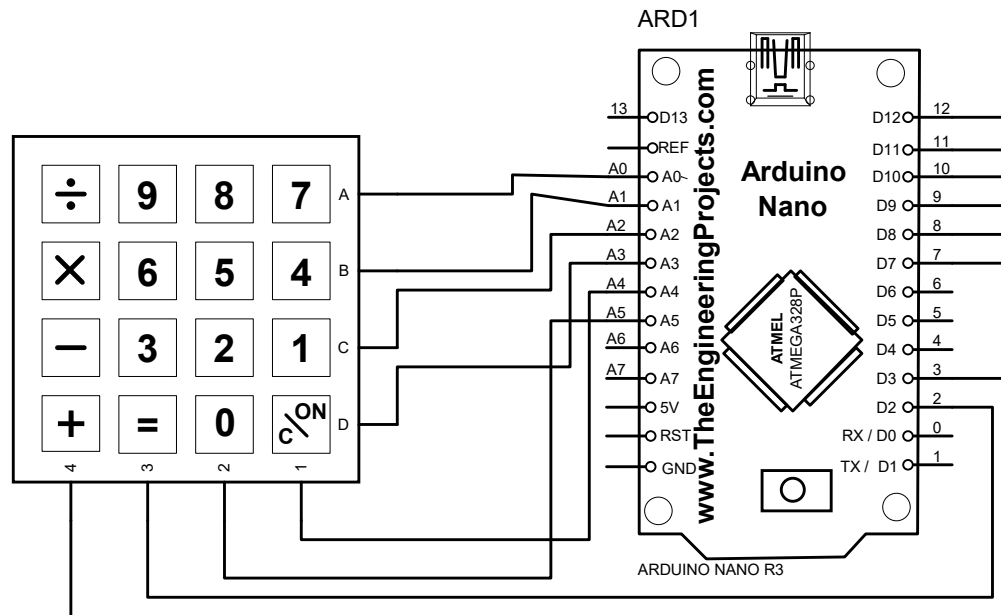 ARD1
÷ 9 8 7 A
× 6 5 4 B
− 3 2 1 C
+ = 0 C/ON D
4 3 2 1
13 D13
REF
A0 A0~
A1 A1
A2 A2
A3 A3
A4 A4
A5 A5
A6 A6
A7 A7
5V
RST
GND
www.TheEngineeringProjects.com
Arduino
Nano
ATMEL
ATMEGA328P
D12 12
D11 11
D10 10
D9 9
D8 8
D7 7
D6 6
D5 5
D4 4
D3 3
D2 2
RX / D0 0
TX / D1 1
ARDUINO NANO R3